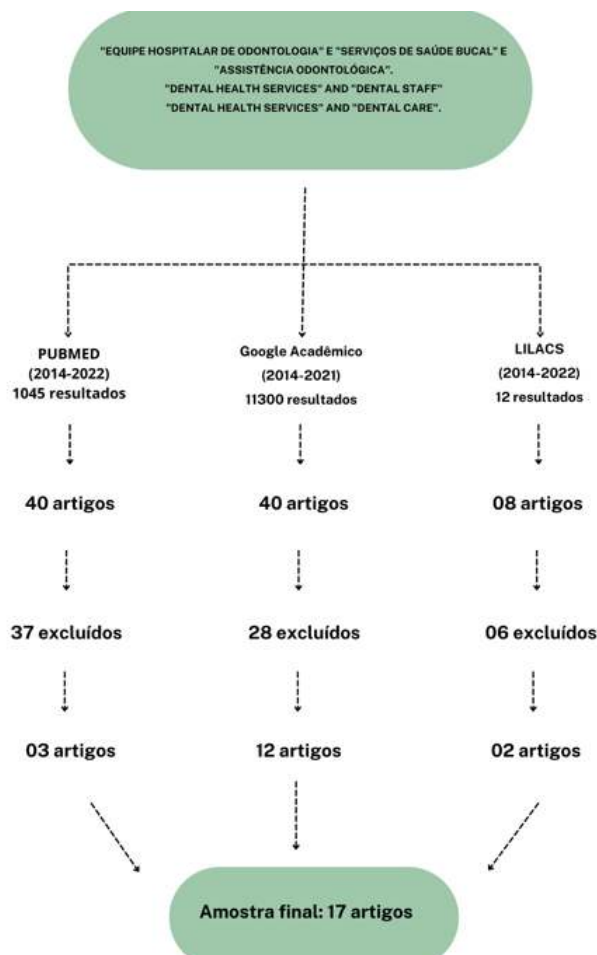 "EQUIPE HOSPITALAR DE ODONTOLOGIA" E "SERVIÇOS DE SAÚDE BUCAL" E
"ASSISTÊNCIA ODONTOLÓGICA".
"DENTAL HEALTH SERVICES" AND "DENTAL STAFF"
"DENTAL HEALTH SERVICES" AND "DENTAL CARE".
PUBMED
(2014-2022)
1045 resultados
Google Acadêmico
(2014-2021)
11300 resultados
LILACS
(2014-2022)
12 resultados
40 artigos
40 artigos
08 artigos
37 excluídos
28 excluídos
06 excluídos
03 artigos
12 artigos
02 artigos
Amostra final: 17 artigos